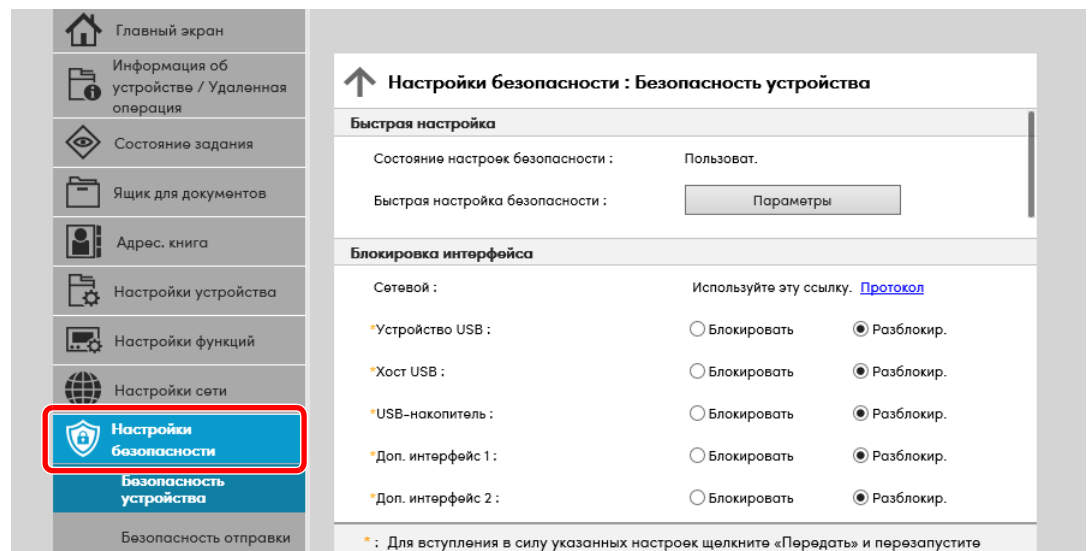 Главный экран
Информация об
устройстве / Удаленная
операция
Состояние задания
Ящик для документов
Адрес. книга
Настройки устройства
Настройки функций
Настройки сети
Настройки
безопасности
Безопасность
устройства
Безопасность отправки
Настройки безопасности : Безопасность устройства
Быстрая настройка
Состояние настроек безопасности : Пользоват.
Быстрая настройка безопасности : Параметры
Блокировка интерфейса
Сетевой : Используйте эту ссылку. Протокол
*Устройство USB : Блокировать Разблокир.
*Хост USB : Блокировать Разблокир.
*USB-накопитель : Блокировать Разблокир.
*Доп. интерфейс 1 : Блокировать Разблокир.
*Доп. интерфейс 2 : Блокировать Разблокир.
* : Для вступления в силу указанных настроек щелкните «Передать» и перезапустите